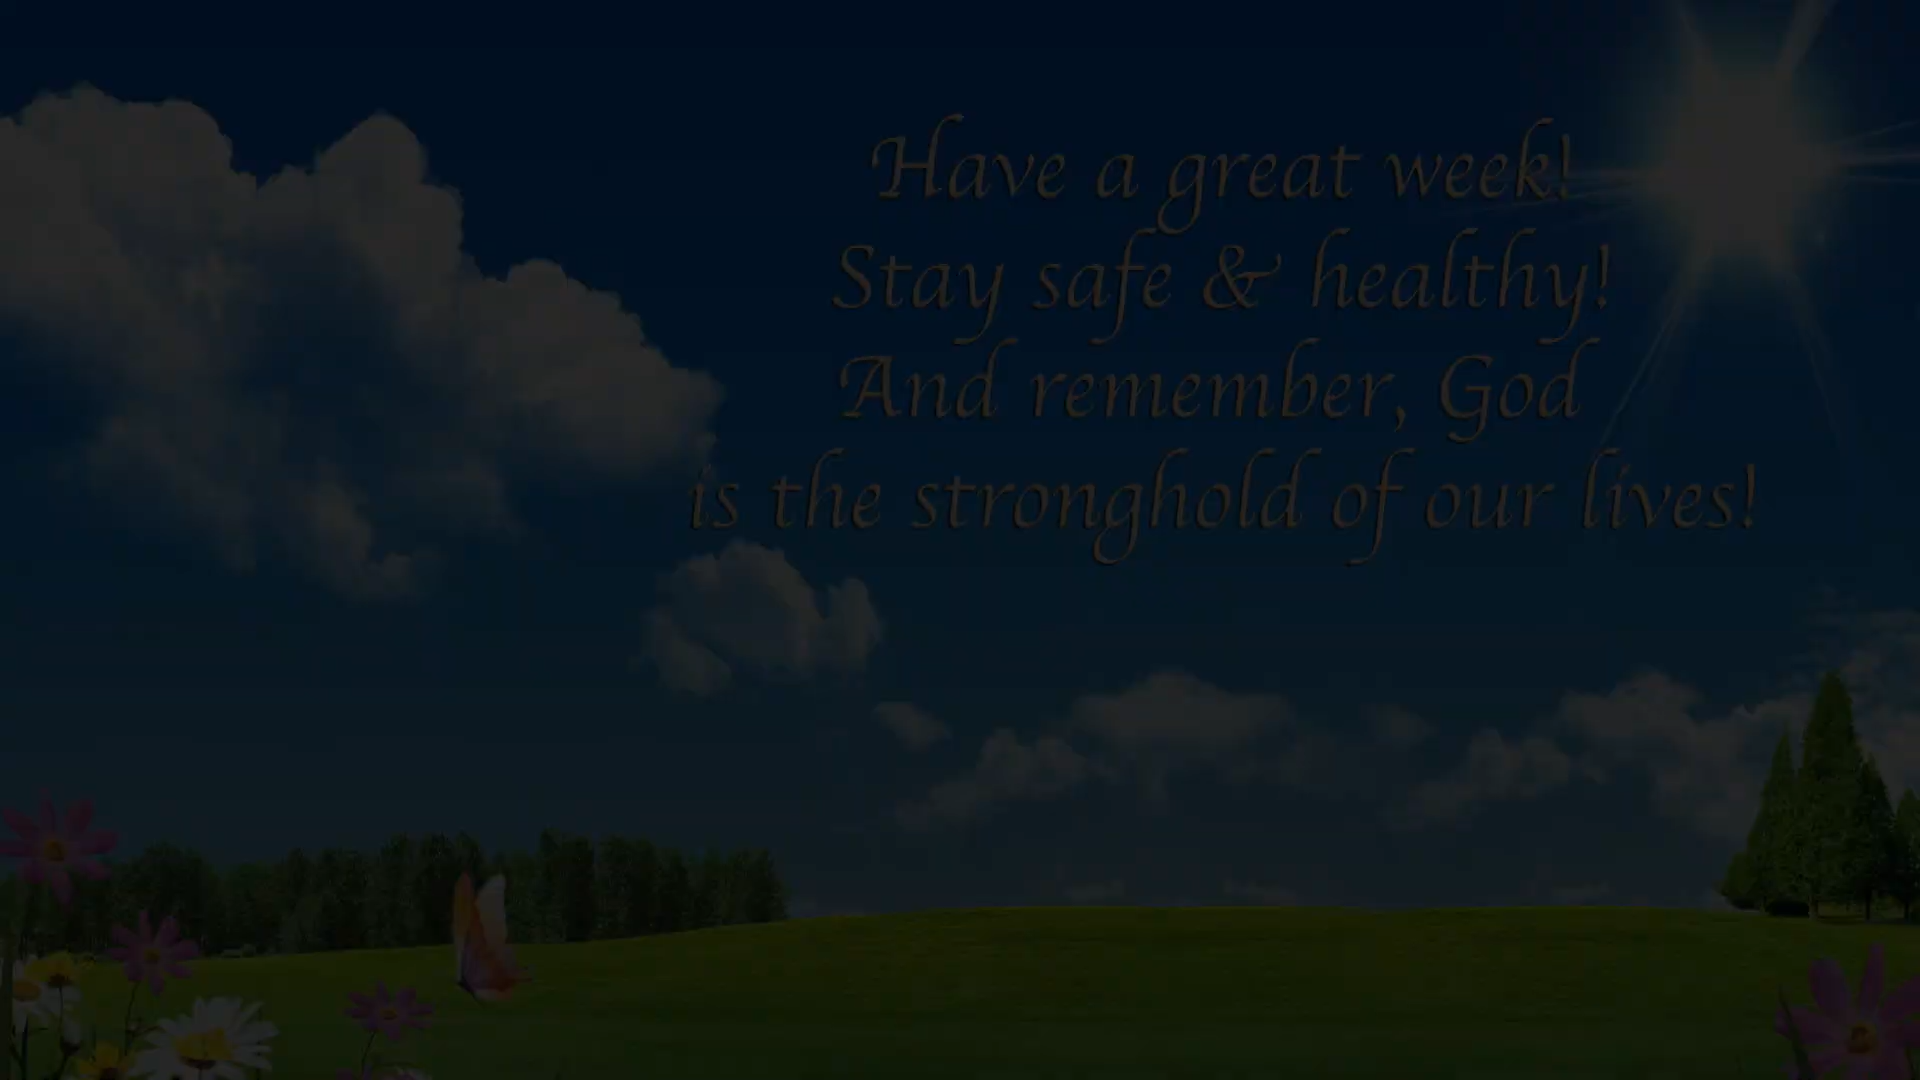 Have a great week!
Stay safe & healthy!
And remember, God
is the stronghold of our lives!